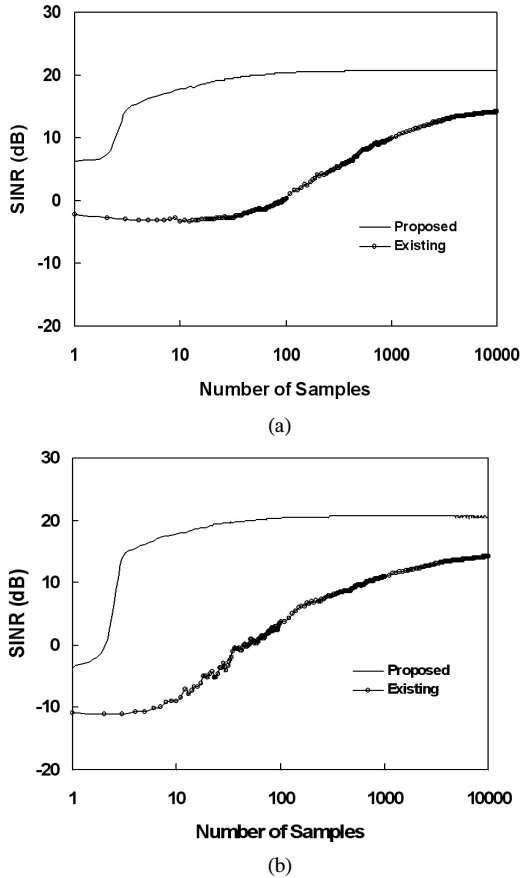 30
20
10
0
-10
-20
SINR (dB)
Proposed
Existing
1 10 100 1000 10000
Number of Samples
(a)
30
20
10
0
-10
-20
SINR (dB)
Proposed
Existing
1 10 100 1000 10000
Number of Samples
(b)